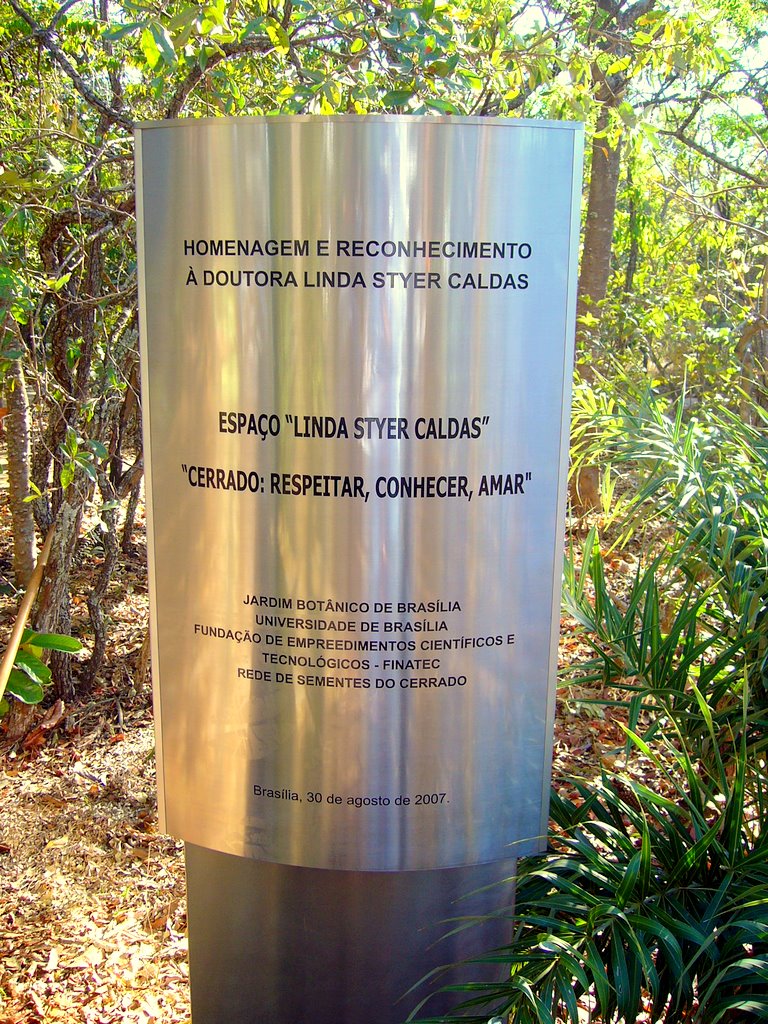 HOMENAGEM E RECONHECIMENTO
À DOUTORA LINDA STYER CALDAS
ESPAÇO “LINDA STYER CALDAS”
“CERRADO: RESPEITAR, CONHECER, AMAR"
JARDIM BOTÂNICO DE BRASÍLIA
UNIVERSIDADE DE BRASÍLIA
FUNDAÇÃO DE EMPREEDIMENTOS CIENTÍFICOS E
TECNOLÓGICOS - FINATEC
REDE DE SEMENTES DO CERRADO
Brasília, 30 de agosto de 2007.